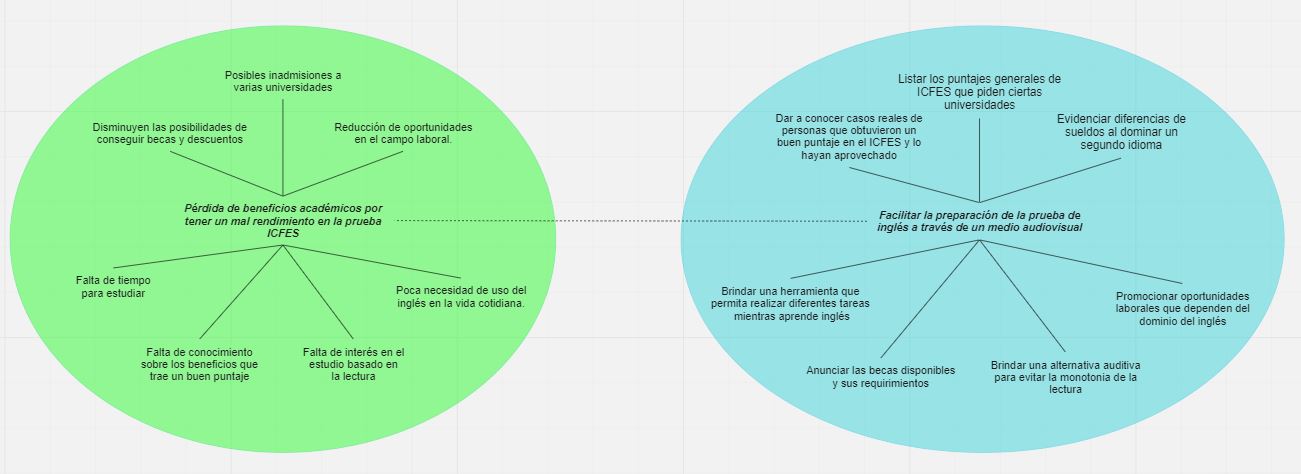 Posibles inadmisiones a
varias universidades
Disminuyen las posibilidades de
conseguir becas y descuentos
Reducción de oportunidades
en el campo laboral.
Pérdida de beneficios académicos por
tener un mal rendimiento en la prueba
ICFES
Falta de tiempo
para estudiar
Poca necesidad de uso del
inglés en la vida cotidiana.
Falta de conocimiento
sobre los beneficios que
trae un buen puntaje
Falta de interés en el
estudio basado en
la lectura
Listar los puntajes generales de
ICFES que piden ciertas
universidades
Dar a conocer casos reales de
personas que obtuvieron un
buen puntaje en el ICFES y lo
hayan aprovechado
Evidenciar diferencias de
sueldos al dominar un
segundo idioma
Facilitar la preparación de la prueba de
inglés a través de un medio audiovisual
Brindar una herramienta que
permita realizar diferentes tareas
mientras aprende inglés
Promocionar oportunidades
laborales que dependen del
dominio del inglés
Anunciar las becas disponibles
y sus requirimientos
Brindar una alternativa auditiva
para evitar la monotonía de la
lectura